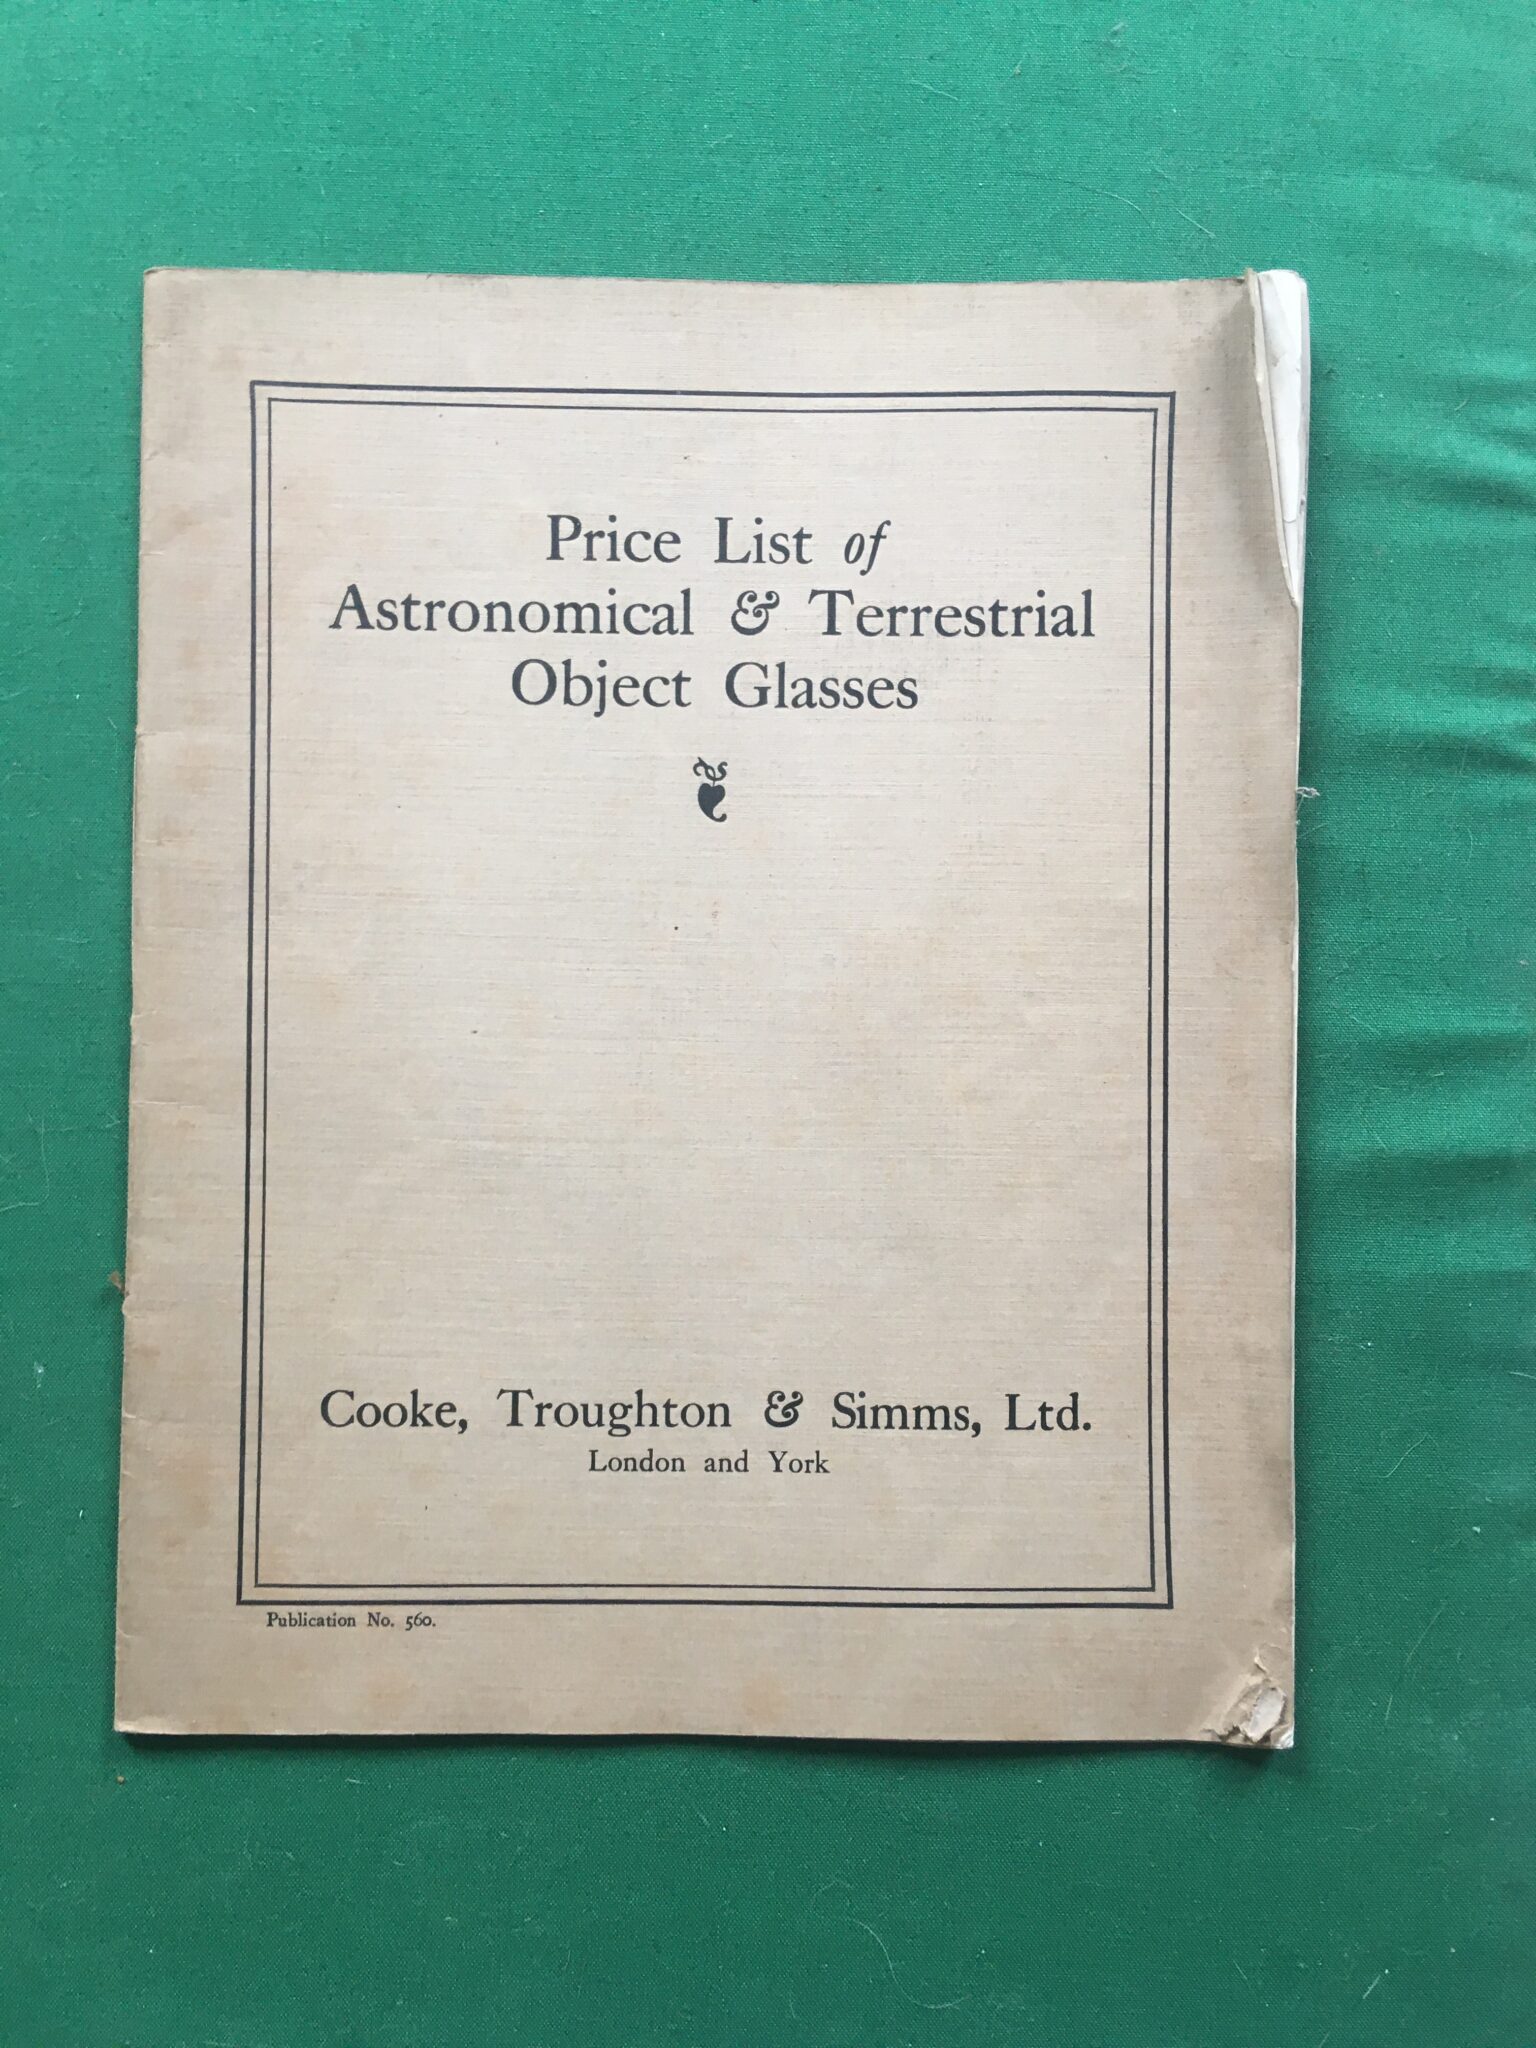 Price List of
Astronomical & Terrestrial
Object Glasses
Cooke, Troughton & Simms, Ltd.
London and York
Publication No. 560.